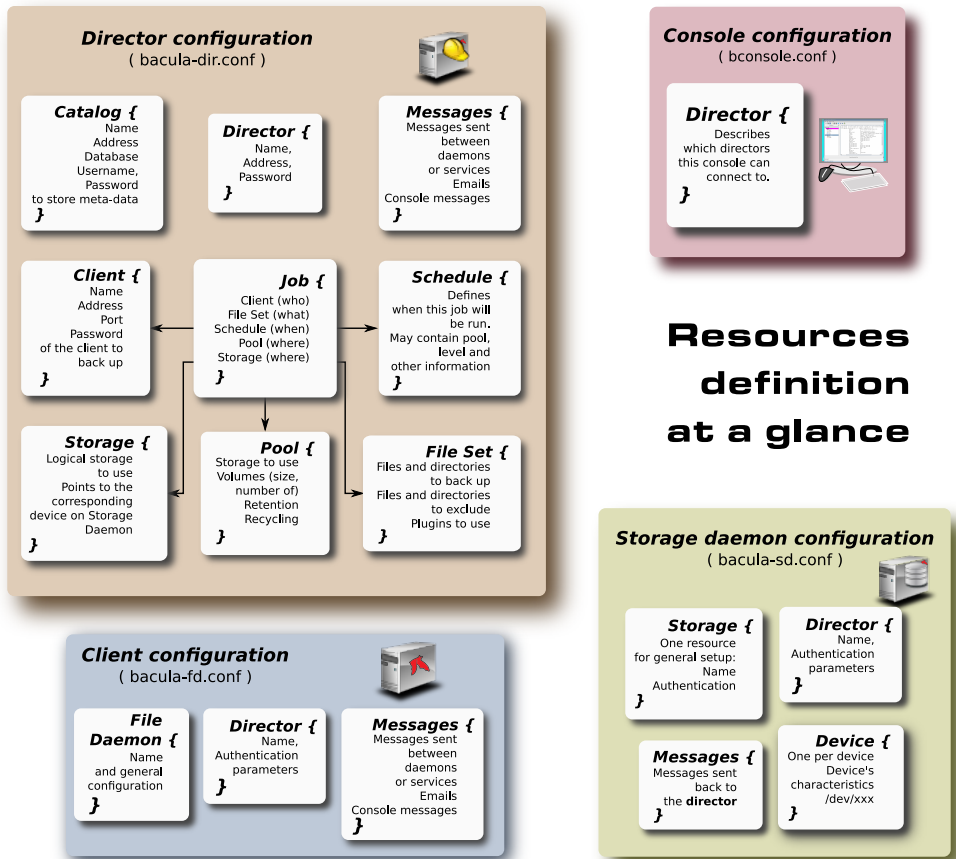 Director configuration
( bacula-dir.conf )
Catalog {
Name
Address
Database
Username,
Password
to store meta-data
}
Director {
Name,
Address,
Password
}
Messages {
Messages sent
between
daemons
or services
Emails
Console messages
}
Client {
Name
Address
Port
Password
of the client to
back up
}
Job {
Client (who)
File Set (what)
Schedule (when)
Pool (where)
Storage (where)
}
Schedule {
Defines
when this job will
be run.
May contain pool,
level and
other information
}
Storage {
Logical storage
to use
Points to the
corresponding
device on Storage
Daemon
}
Pool {
Storage to use
Volumes (size,
number of)
Retention
Recycling
}
File Set {
Files and directories
to back up
Files and directories
to exclude
Plugins to use
}
Console configuration
( bconsole.conf )
Director {
Describes
which directors
this console can
connect to.
}
Resources
definition
at a glance
Client configuration
( bacula-fd.conf )
File
Daemon {
Name
and general
configuration
}
Director {
Name,
Authentication
parameters
}
Messages {
Messages sent
between
daemons
or services
Emails
Console messages
}
Storage daemon configuration
( bacula-sd.conf )
Storage {
One resource
for general setup:
Name
Authentication
}
Director {
Name,
Authentication
parameters
}
Messages {
Messages sent
back to
the director
}
Device {
One per device
Device's
characteristics
/dev/xxx
}